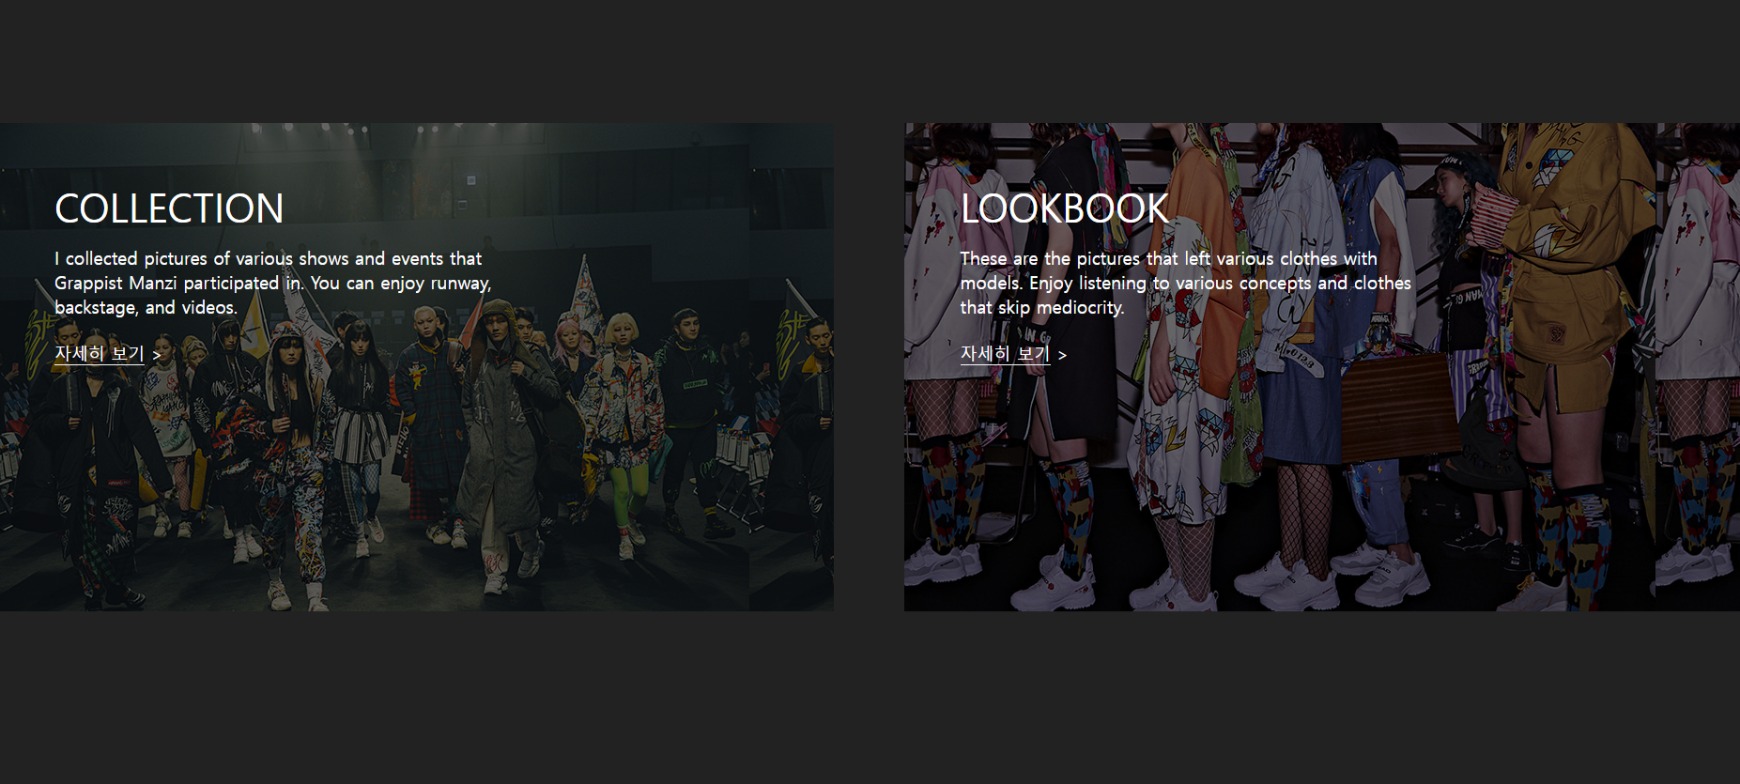 COLLECTION
I collected pictures of various shows and events that
Grappist Manzi participated in. You can enjoy runway,
backstage, and videos.
자세히 보기 >
LOOKBOOK
These are the pictures that left various clothes with
models. Enjoy listening to various concepts and clothes
that skip mediocrity.
자세히 보기 >